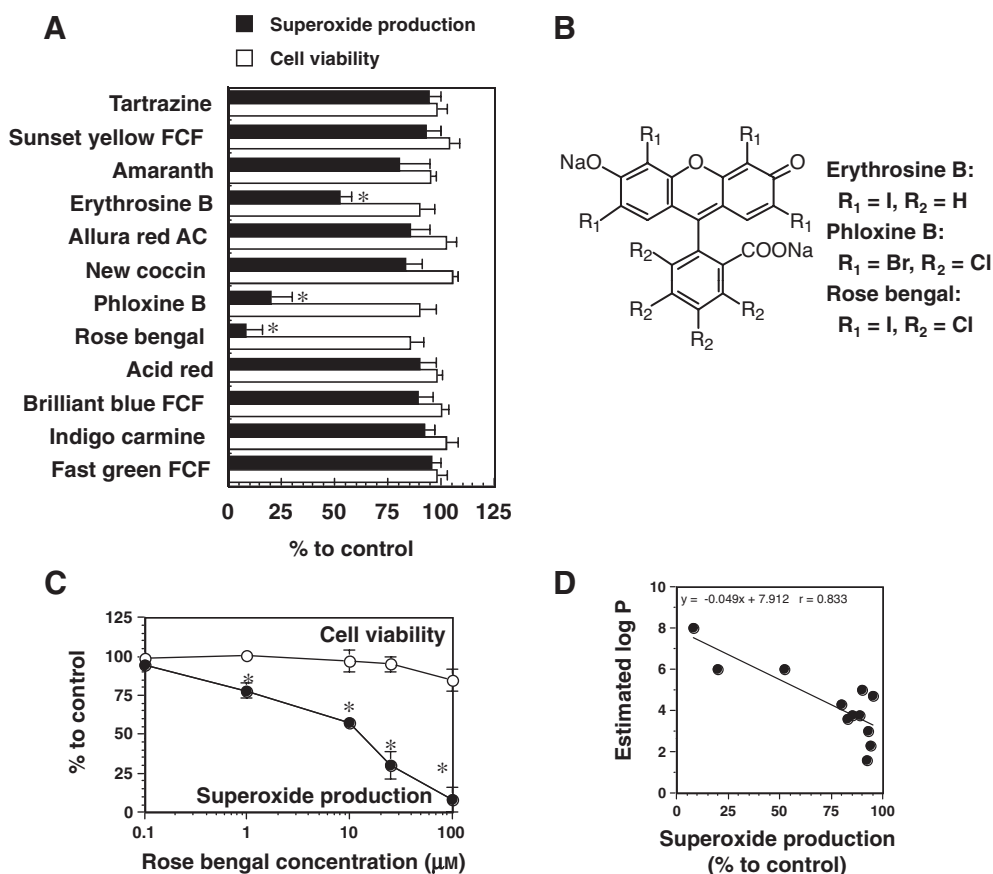 A
Superoxide production
Cell viability
Tartrazine
Sunset yellow FCF
Amaranth
Erythrosine B
*
Allura red AC
New coccin
Phloxine B
*
Rose bengal
*
Acid red
Brilliant blue FCF
Indigo carmine
Fast green FCF
0 25 50 75 100 125
% to control
B
R1 R1
NaO O O
R1 R1
R2 COONa
R2 R2
R2
Erythrosine B:
R1 = I, R2 = H
Phloxine B:
R1 = Br, R2 = Cl
Rose bengal:
R1 = I, R2 = Cl
C
% to control
125
100
75
50
25
0
Cell viability
*
*
*
*
Superoxide production
0.1 1 10 100
Rose bengal concentration (μM)
D
Estimated log P
y = -0.049x + 7.912 r = 0.833
10
8
6
4
2
0
0 25 50 75 100
Superoxide production
(% to control)